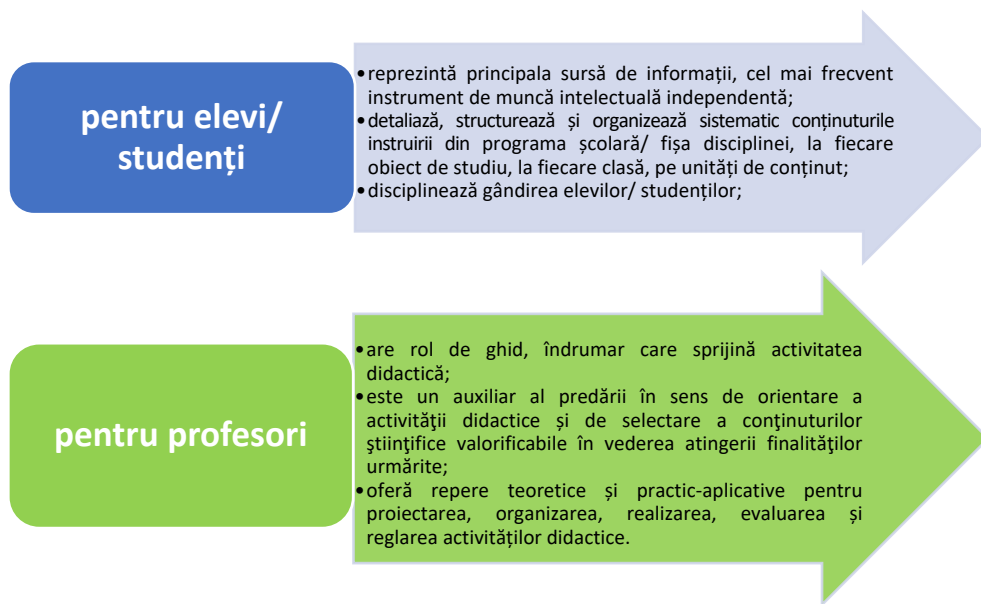 pentru elevi/
studenți
•reprezintă principala sursă de informații, cel mai frecvent
instrument de muncă intelectuală independentă;
•detaliază, structurează și organizează sistematic conținuturile
instruirii din programa școlară/ fișa disciplinei, la fiecare
obiect de studiu, la fiecare clasă, pe unități de conținut;
•disciplinează gândirea elevilor/ studenților;
pentru profesori
•are rol de ghid, îndrumar care sprijină activitatea
didactică;
•este un auxiliar al predării în sens de orientare a
activităţii didactice și de selectare a conţinuturilor
ştiinţifice valorificabile în vederea atingerii finalităţilor
urmărite;
•oferă repere teoretice și practic-aplicative pentru
proiectarea, organizarea, realizarea, evaluarea și
reglarea activităților didactice.